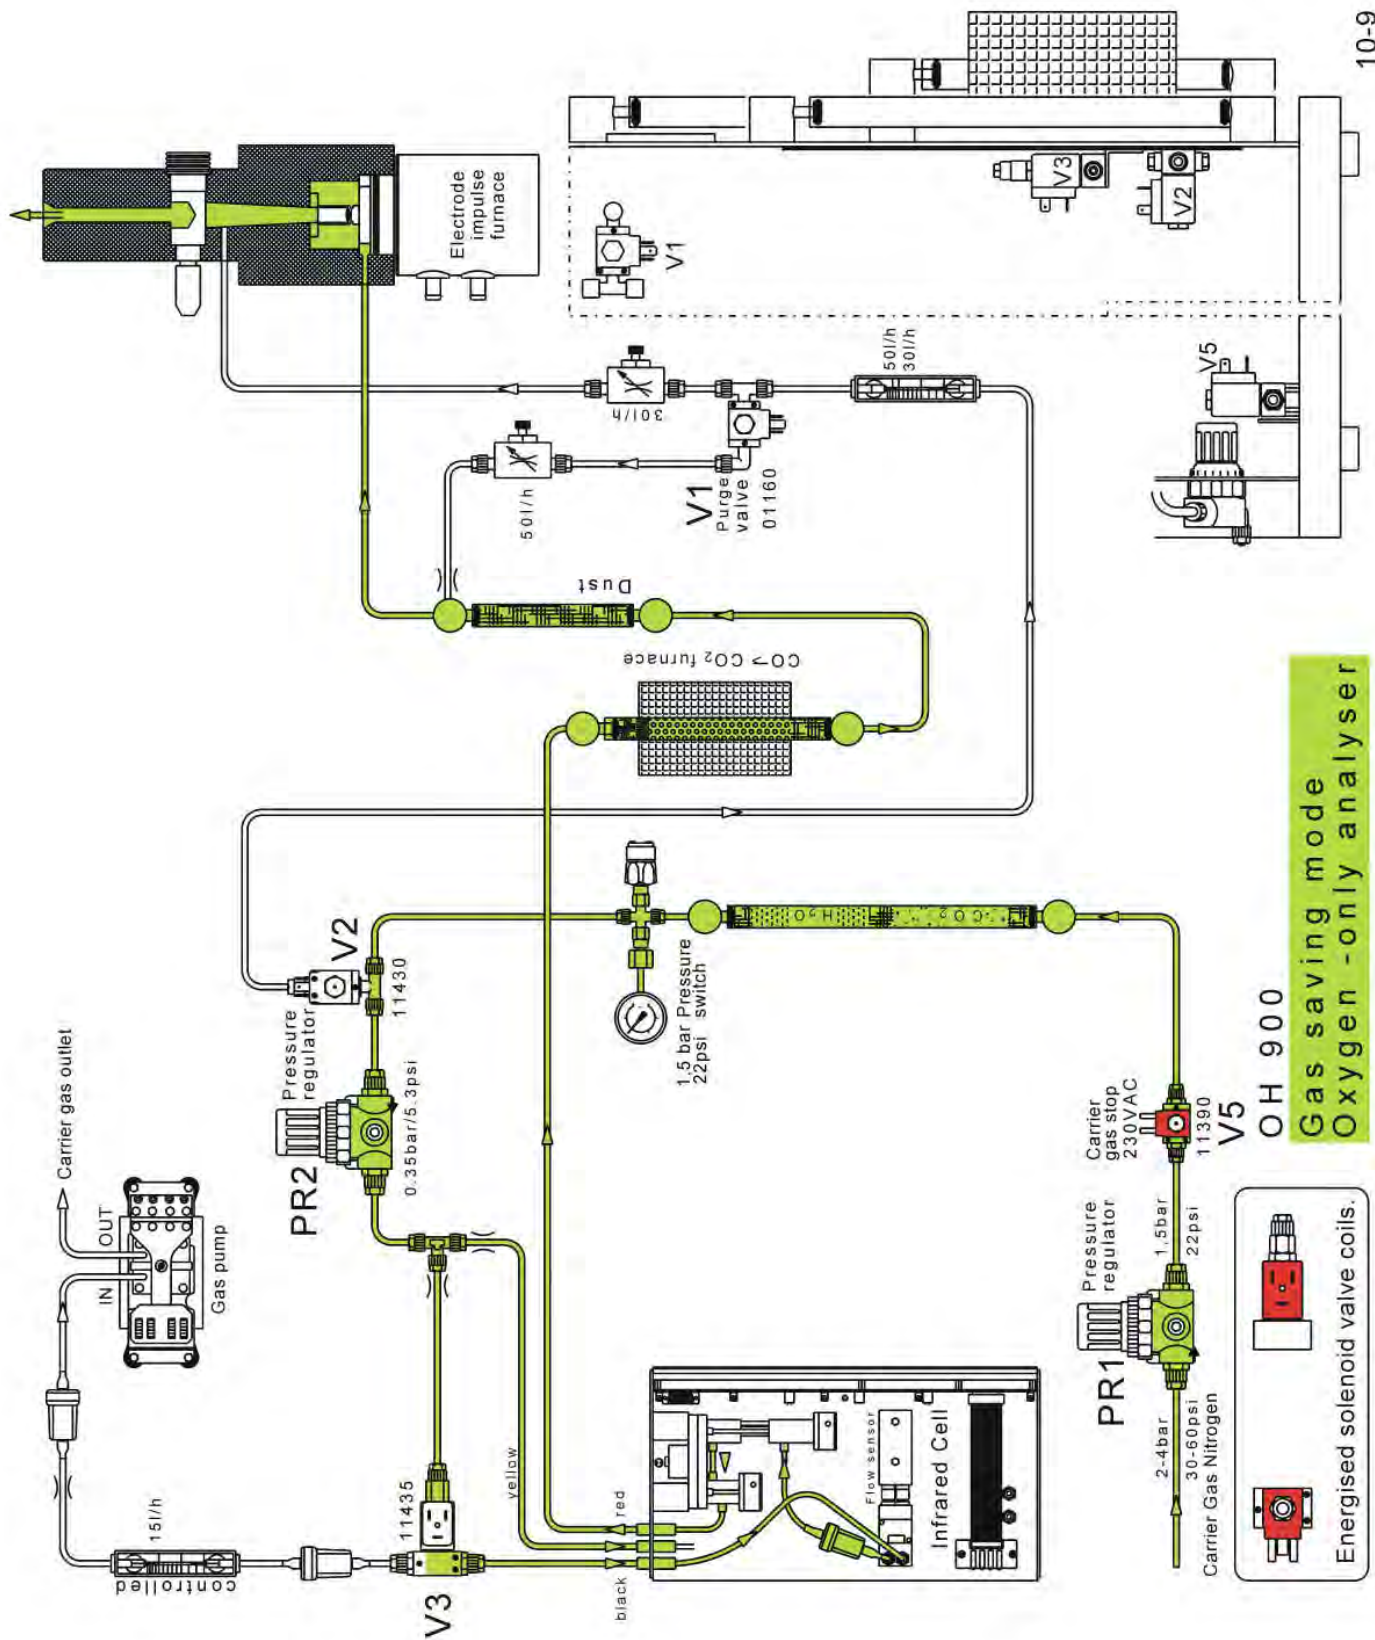 10-9
Carrier gas outlet
OUT
IN
Gas pump
15l/h
controlled
V3
11435
PR2
Pressure
regulator
0.35bar/5.3psi
V2
11430
yellow
black
red
Flow sensor
Infrared Cell
1,5 bar Pressure
22psi switch
H2O
CO2
CO > CO2 furnace
Dust
50l/h
30l/h
V1
Purge
valve
01160
50l/h
30l/h
Electrode
impulse
furnace
V1
V3
V2
V5
PR1
Pressure
regulator
2-4bar
30-60psi
Carrier Gas Nitrogen
1,5bar
22psi
Carrier
gas stop
230VAC
11390
V5
OH 900
Gas saving mode
Oxygen -only analyser
Energised solenoid valve coils.